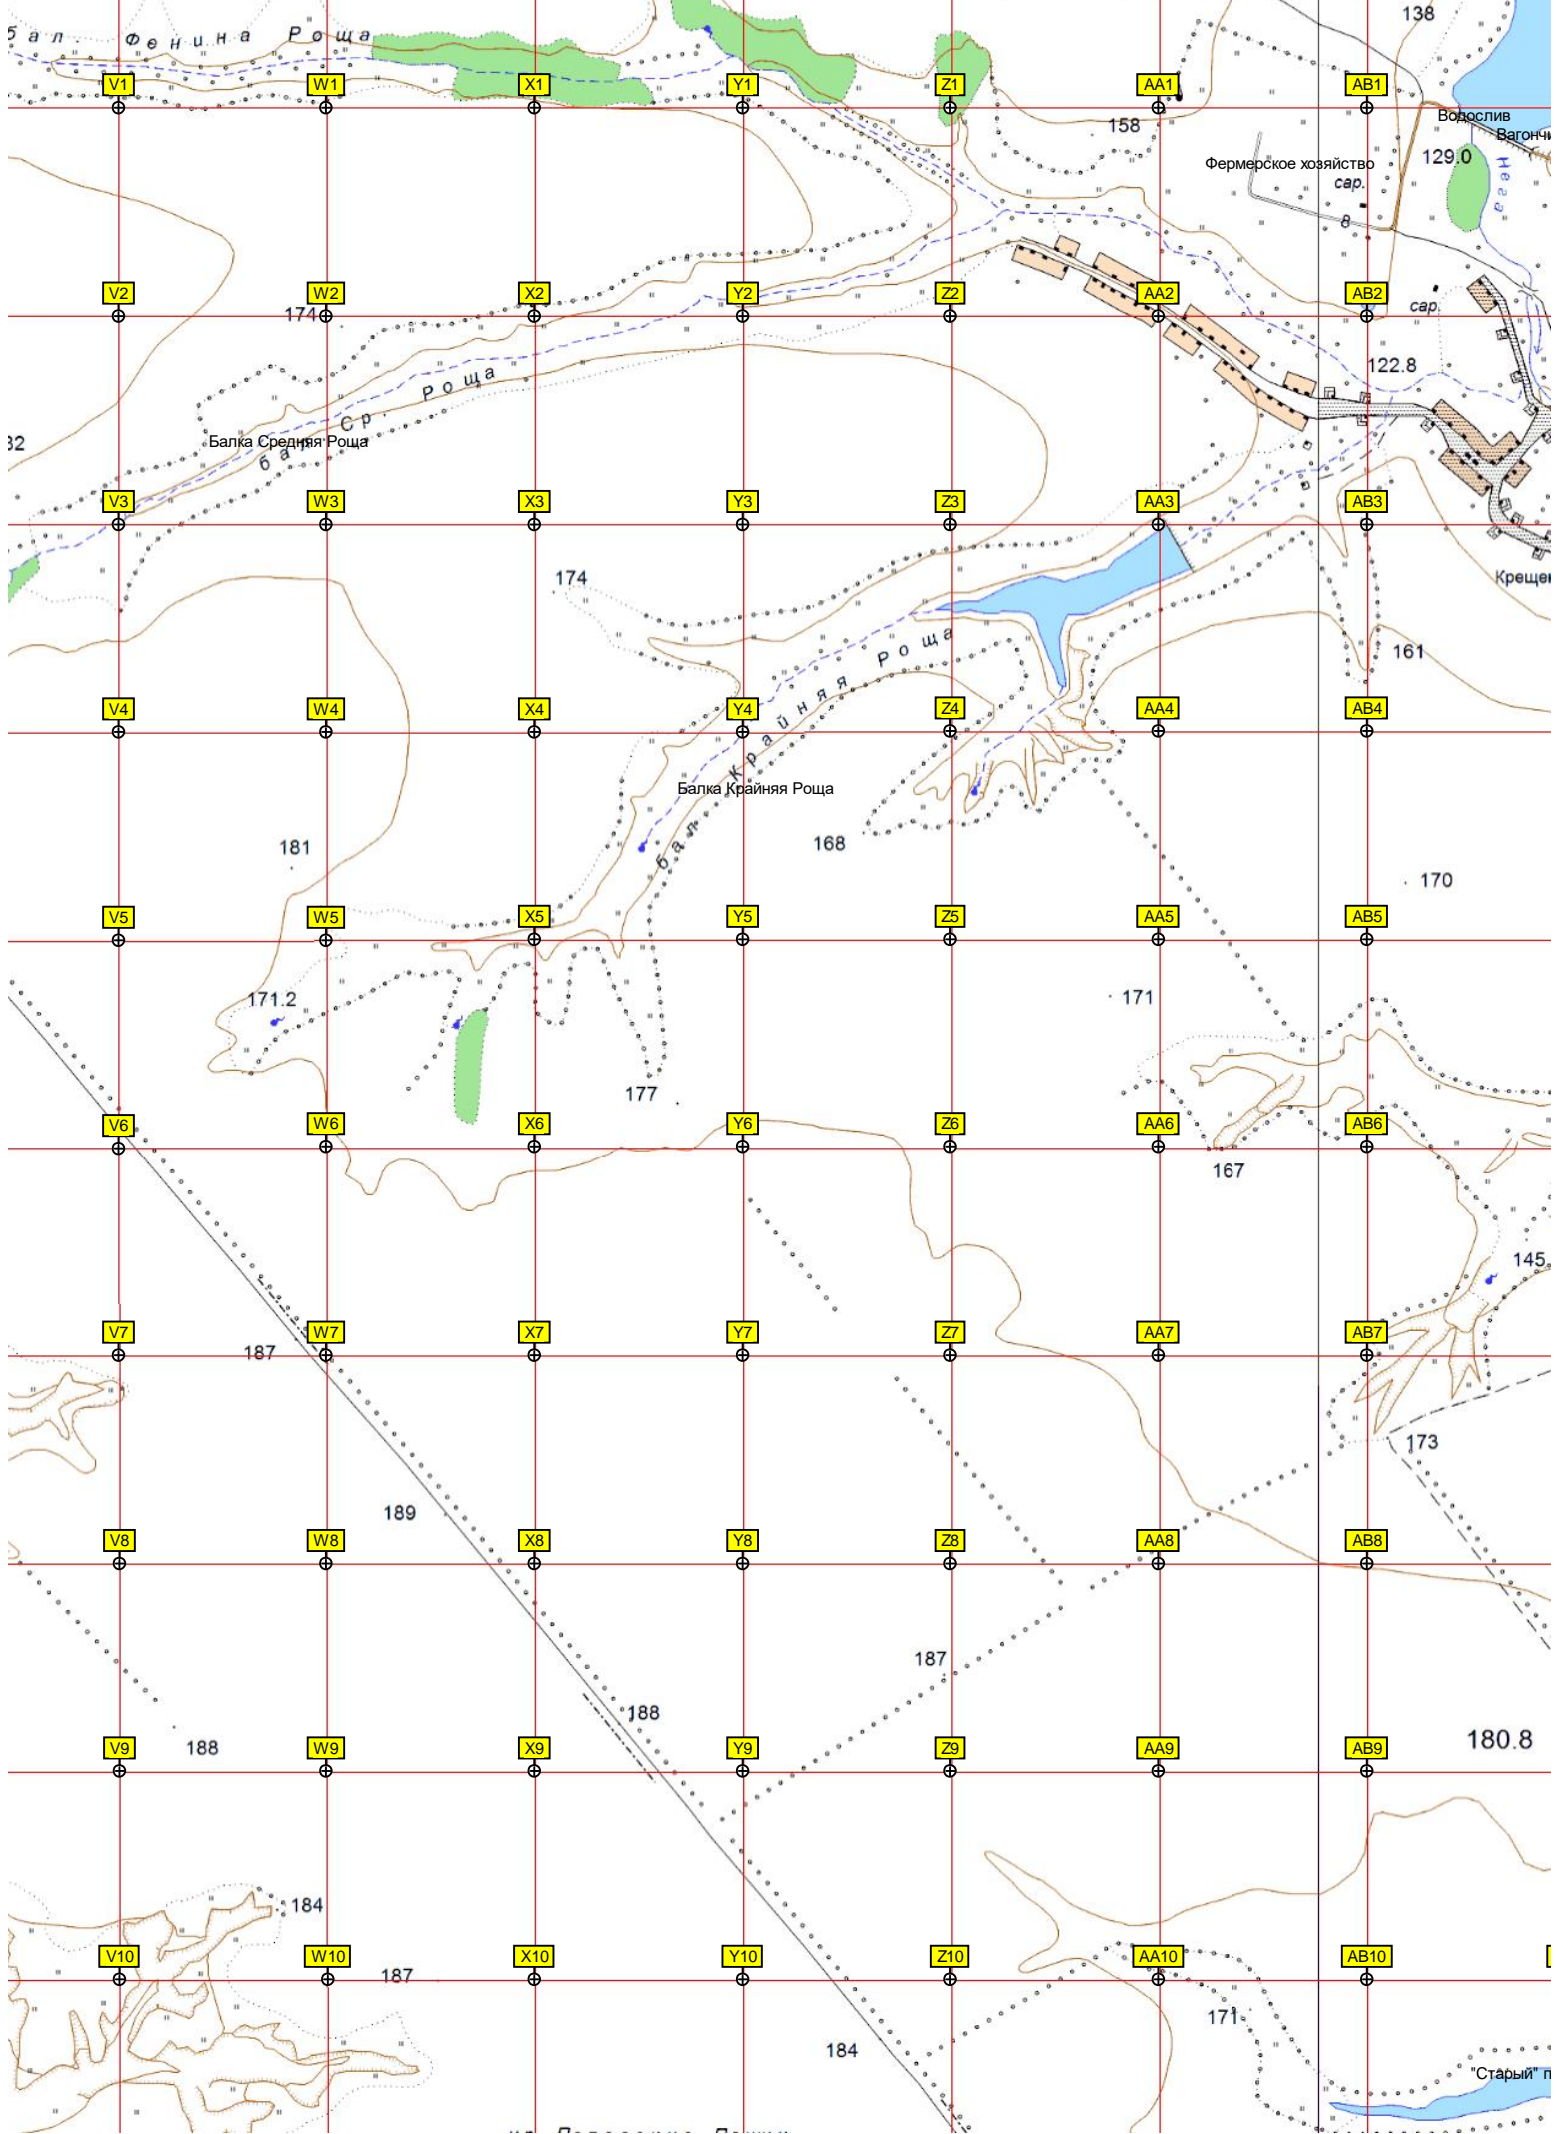 138
бал. Фенина Роща
V1 W1 X1 Y1 Z1 AA1 AB1
Водослив
158
Вагончи
129.0
Фермерское хозяйство
сар.
Нега
8
V2 W2 X2 Y2 Z2 AA2 AB2
174
сар.
122.8
бал. Ср. Роща
32
Балка Средняя Роща
V3 W3 X3 Y3 Z3 AA3 AB3
174
Крещен
161
бал. Крайняя Роща
V4 W4 X4 Y4 Z4 AA4 AB4
Балка Крайняя Роща
168
181
170
V5 W5 X5 Y5 Z5 AA5 AB5
171.2
171
177
V6 W6 X6 Y6 Z6 AA6 AB6
167
145
V7 W7 X7 Y7 Z7 AA7 AB7
187
173
189
V8 W8 X8 Y8 Z8 AA8 AB8
187
188
180.8
V9 W9 X9 Y9 Z9 AA9 AB9
188
184
V10 W10 X10 Y10 Z10 AA10 AB10
187
171
184
"Старый" п